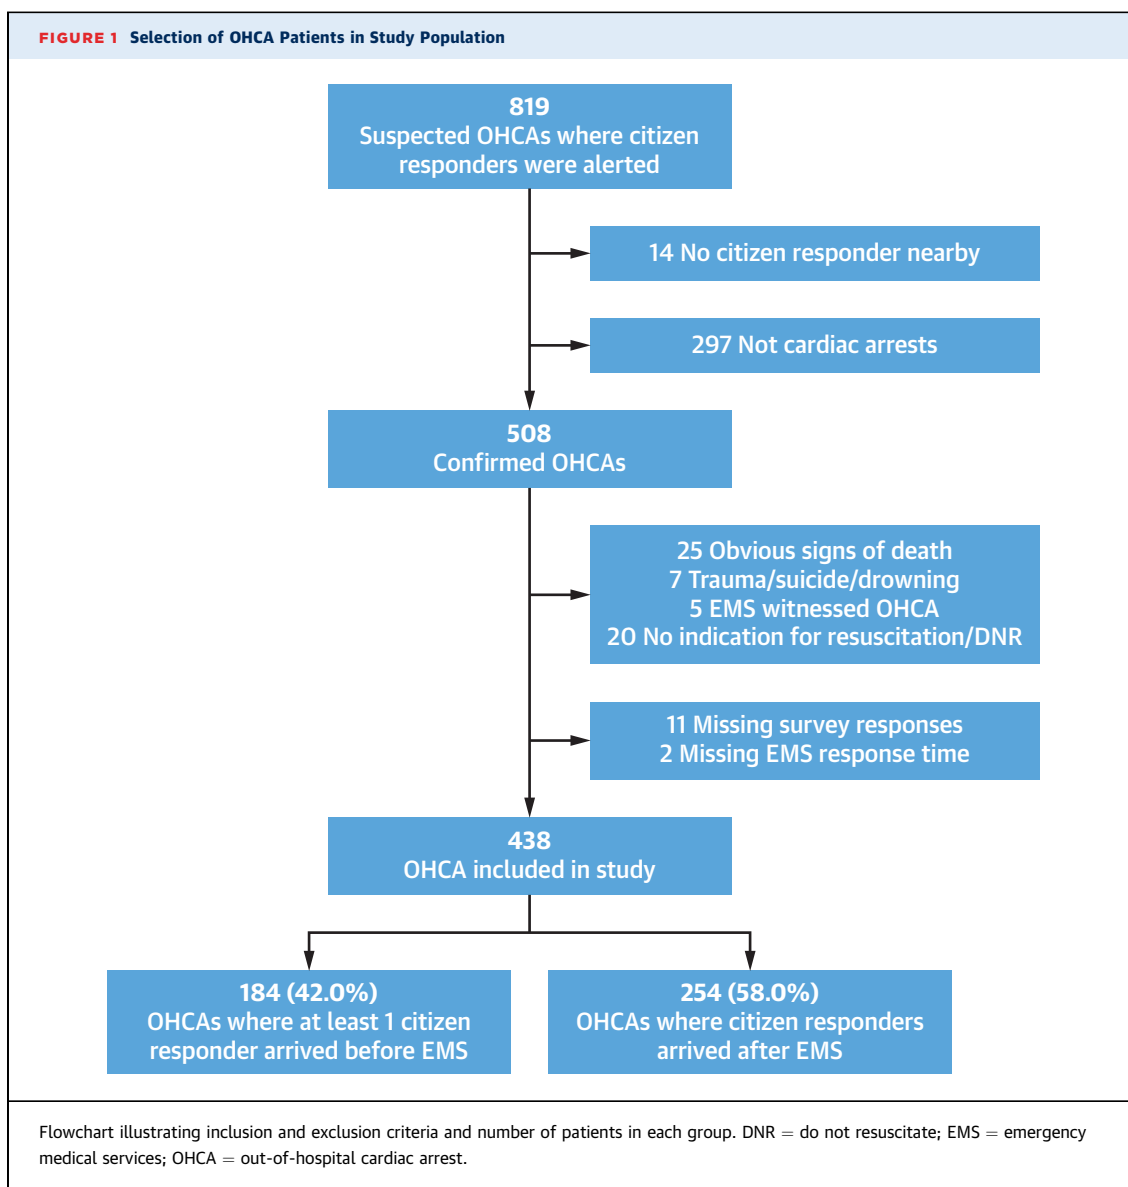 FIGURE 1 Selection of OHCA Patients in Study Population
819
Suspected OHCAs where citizen
responders were alerted
14 No citizen responder nearby
297 Not cardiac arrests
508
Confirmed OHCAs
25 Obvious signs of death
7 Trauma/suicide/drowning
5 EMS witnessed OHCA
20 No indication for resuscitation/DNR
11 Missing survey responses
2 Missing EMS response time
438
OHCA included in study
184 (42.0%)
OHCAs where at least 1 citizen
responder arrived before EMS
254 (58.0%)
OHCAs where citizen responders
arrived after EMS
Flowchart illustrating inclusion and exclusion criteria and number of patients in each group. DNR = do not resuscitate; EMS = emergency
medical services; OHCA = out-of-hospital cardiac arrest.